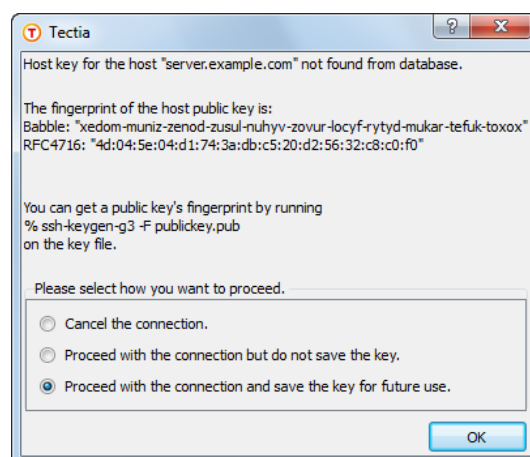 Tectia
Host key for the host "server.example.com" not found from database.
The fingerprint of the host public key is:
Babble: "xedom-muniz-zenod-zusul-nuhyv-zovur-locyf-rytyd-mukar-tefuk-toxox"
RFC4716: "4d:04:5e:04:d1:74:3a:db:c5:20:d2:56:32:c8:c0:f0"
You can get a public key's fingerprint by running
% ssh-keygen-g3 -F publickey.pub
on the key file.
Please select how you want to proceed.
Cancel the connection.
Proceed with the connection but do not save the key.
Proceed with the connection and save the key for future use.
OK